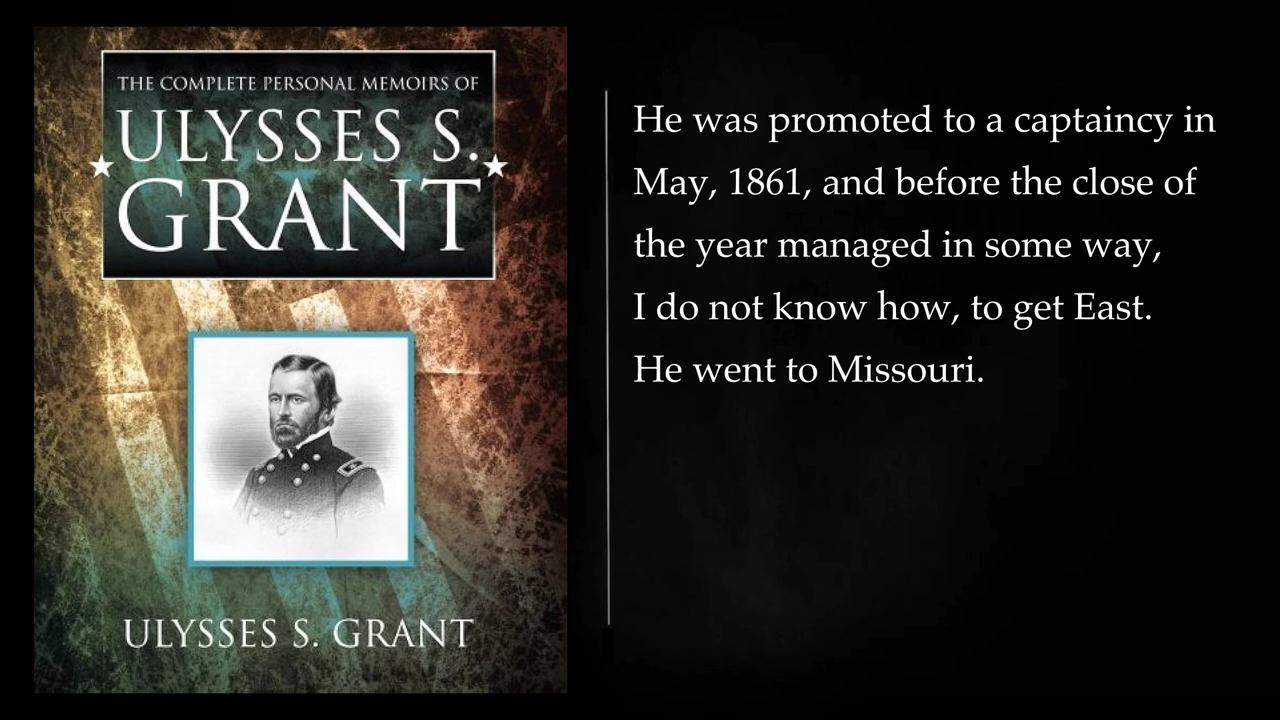 THE COMPLETE PERSONAL MEMOIRS OF
ULYSSES S.
GRANT
ULYSSES S. GRANT
He was promoted to a captaincy in
May, 1861, and before the close of
the year managed in some way,
I do not know how, to get East.
He went to Missouri.